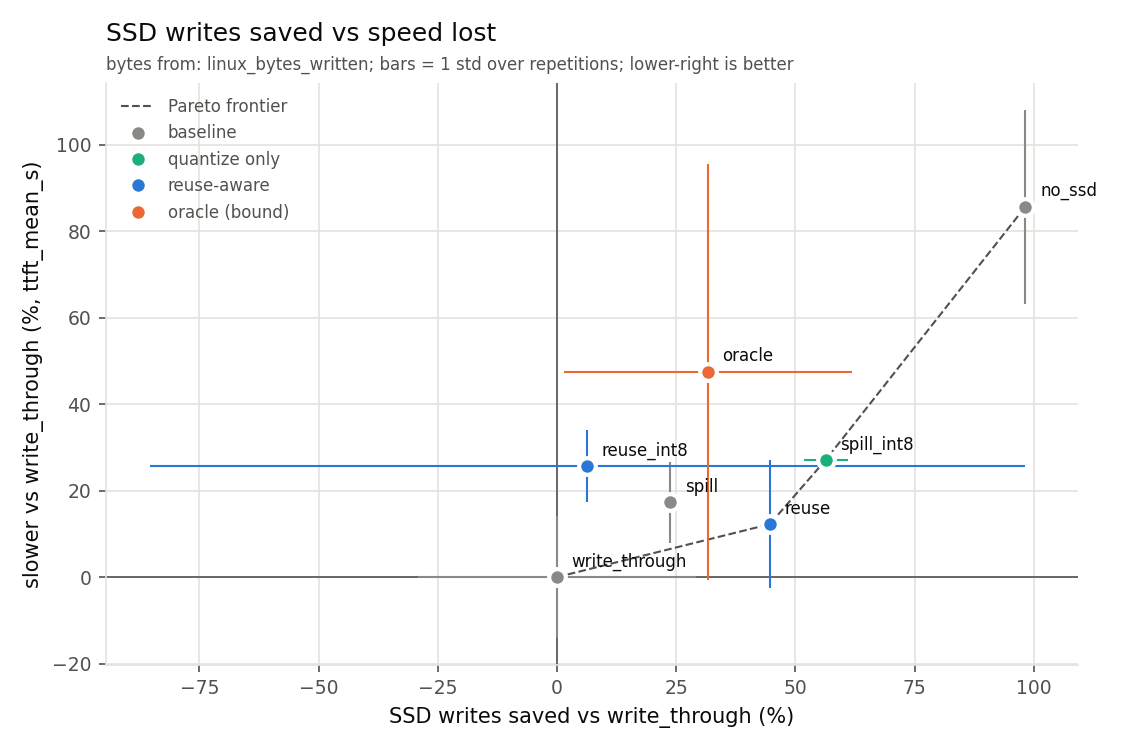 SSD writes saved vs speed lost
bytes from: linux_bytes_written; bars = 1 std over repetitions; lower-right is better
Pareto frontier
baseline
quantize only
reuse-aware
oracle (bound)
slower vs write_through (%, ttft_mean_s)
100
80
60
40
20
0
−20
no_ssd
oracle
reuse_int8
spill_int8
spill
reuse
write_through
−75
−50
−25
0
25
50
75
100
SSD writes saved vs write_through (%)